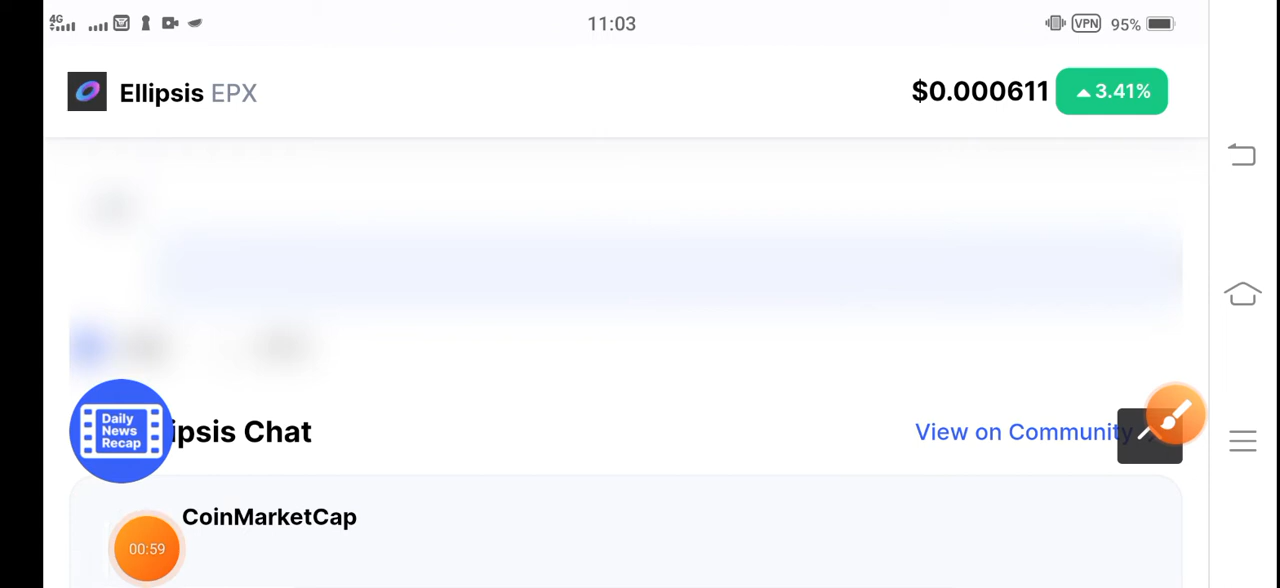 4G 11:03 VPN 95%
Ellipsis EPX $0.000611 3.41%
Daily
News
Recap
ipsis Chat View on Community
CoinMarketCap
00:59